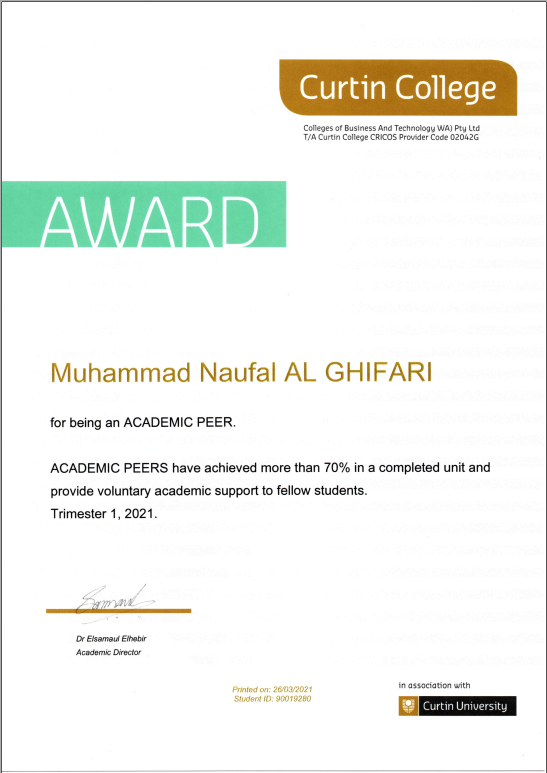 Curtin College
Colleges of Business And Technology WA) Pty Ltd
T/A Curtin College CRICOS Provider Code 02042G
AWARD
Muhammad Naufal AL GHIFARI
for being an ACADEMIC PEER.
ACADEMIC PEERS have achieved more than 70% in a completed unit and
provide voluntary academic support to fellow students.
Trimester 1, 2021.
Dr Elsamaul Elhebir
Academic Director
Printed on: 26/03/2021
Student ID: 90019280
in association with
Curtin University